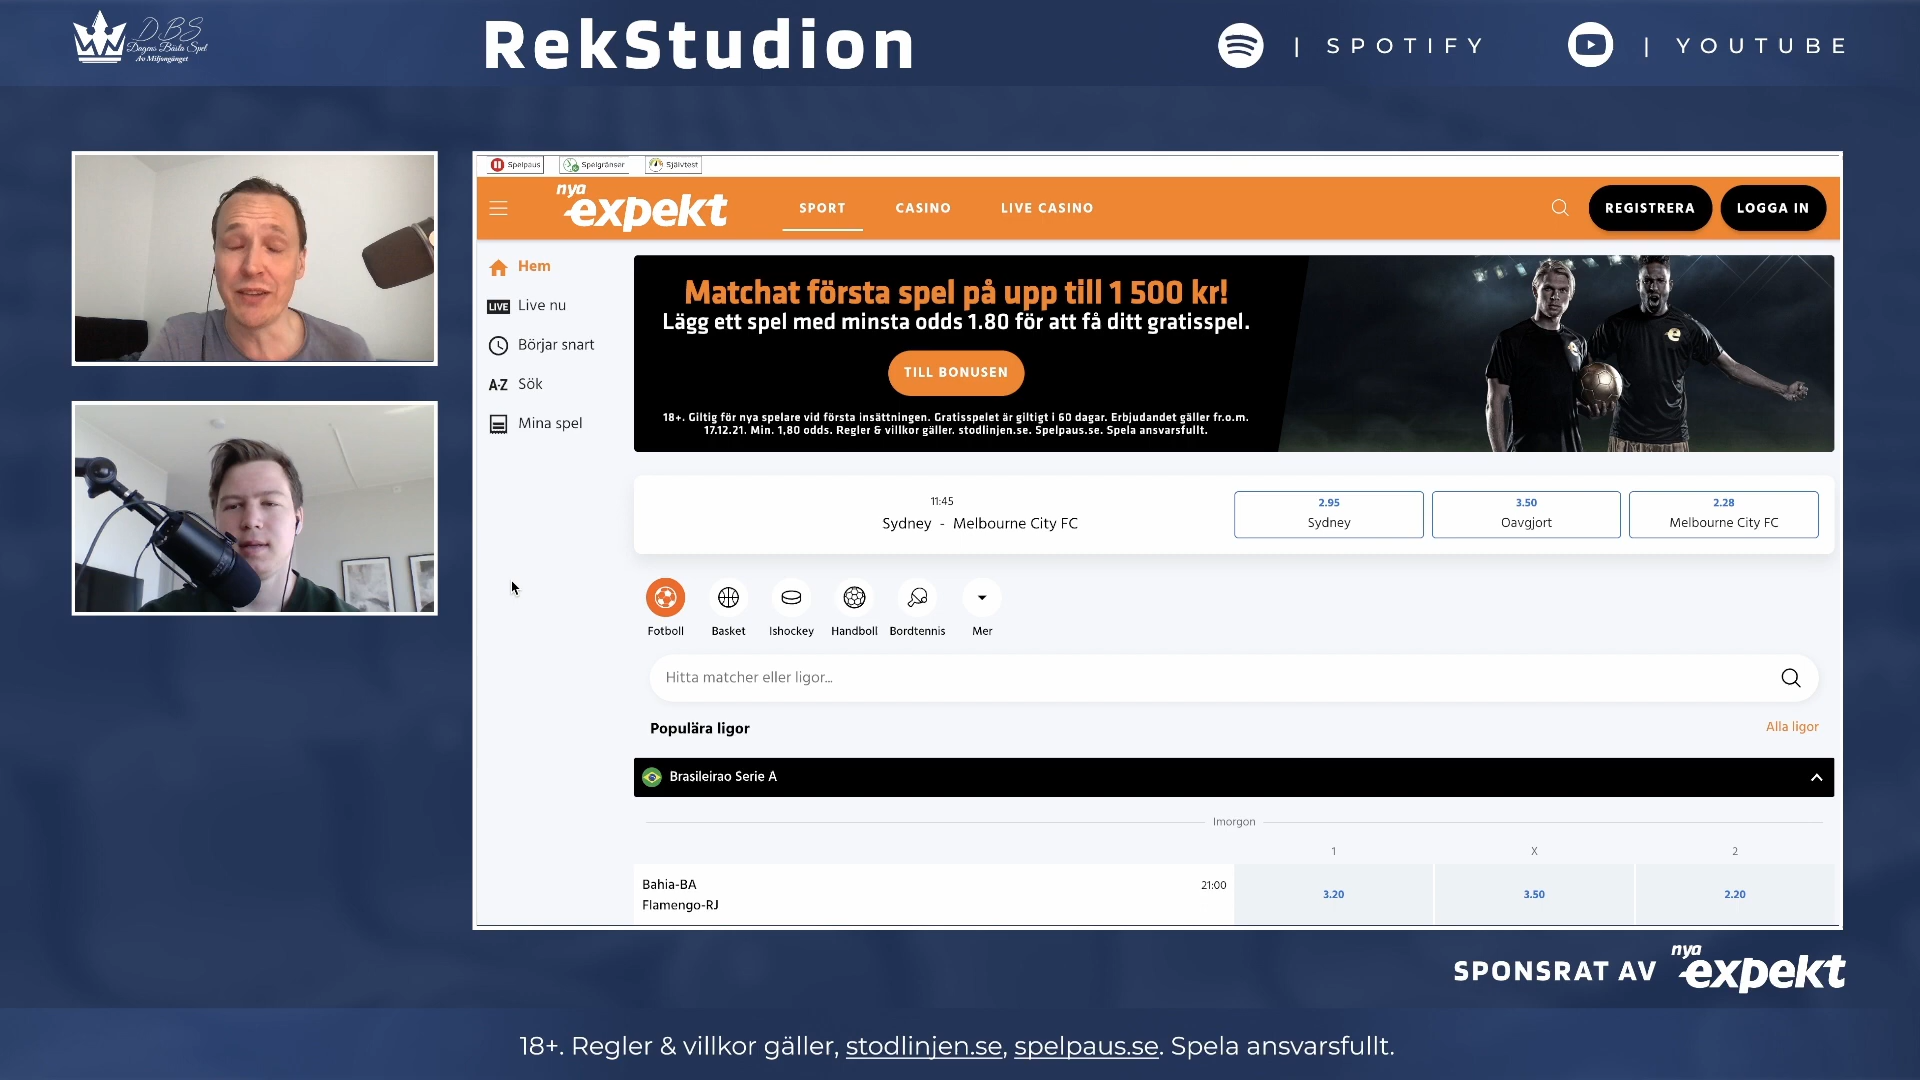 DBS
Dagens Bästa Spel
Av Miljongänget
RekStudion
| SPOTIFY
| YOUTUBE
Spelpaus
Spelgränser
Självtest
nya
expekt
SPORT
CASINO
LIVE CASINO
REGISTRERA
LOGGA IN
Hem
LIVE Live nu
Börjar snart
A-Z Sök
Mina spel
Matchat första spel på upp till 1 500 kr!
Lägg ett spel med minsta odds 1.80 för att få ditt gratisspel.
TILL BONUSEN
18+. Giltig för nya spelare vid första insättningen. Gratisspelet är giltigt i 60 dagar. Erbjudandet gäller fr.o.m.
17.12.21. Min. 1,80 odds. Regler & villkor gäller. stodlinjen.se. Spelpaus.se. Spela ansvarsfullt.
11:45
Sydney - Melbourne City FC
2.95
Sydney
3.50
Oavgjort
2.28
Melbourne City FC
Fotboll
Basket
Ishockey
Handboll
Bordtennis
Mer
Hitta matcher eller ligor...
Populära ligor
Alla ligor
Brasileirao Serie A
Imorgon
1 X 2
Bahia-BA
Flamengo-RJ
21:00
3.20
3.50
2.20
SPONSRAT AV nya expekt
18+. Regler & villkor gäller, stodlinjen.se, spelpaus.se. Spela ansvarsfullt.